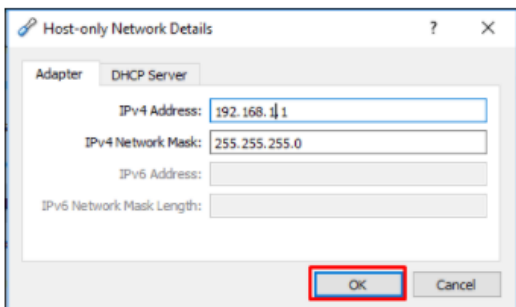 Host-only Network Details ? ×
Adapter DHCP Server
IPv4 Address: 192.168.1.1
IPv4 Network Mask: 255.255.255.0
IPv6 Address:
IPv6 Network Mask Length:
OK Cancel